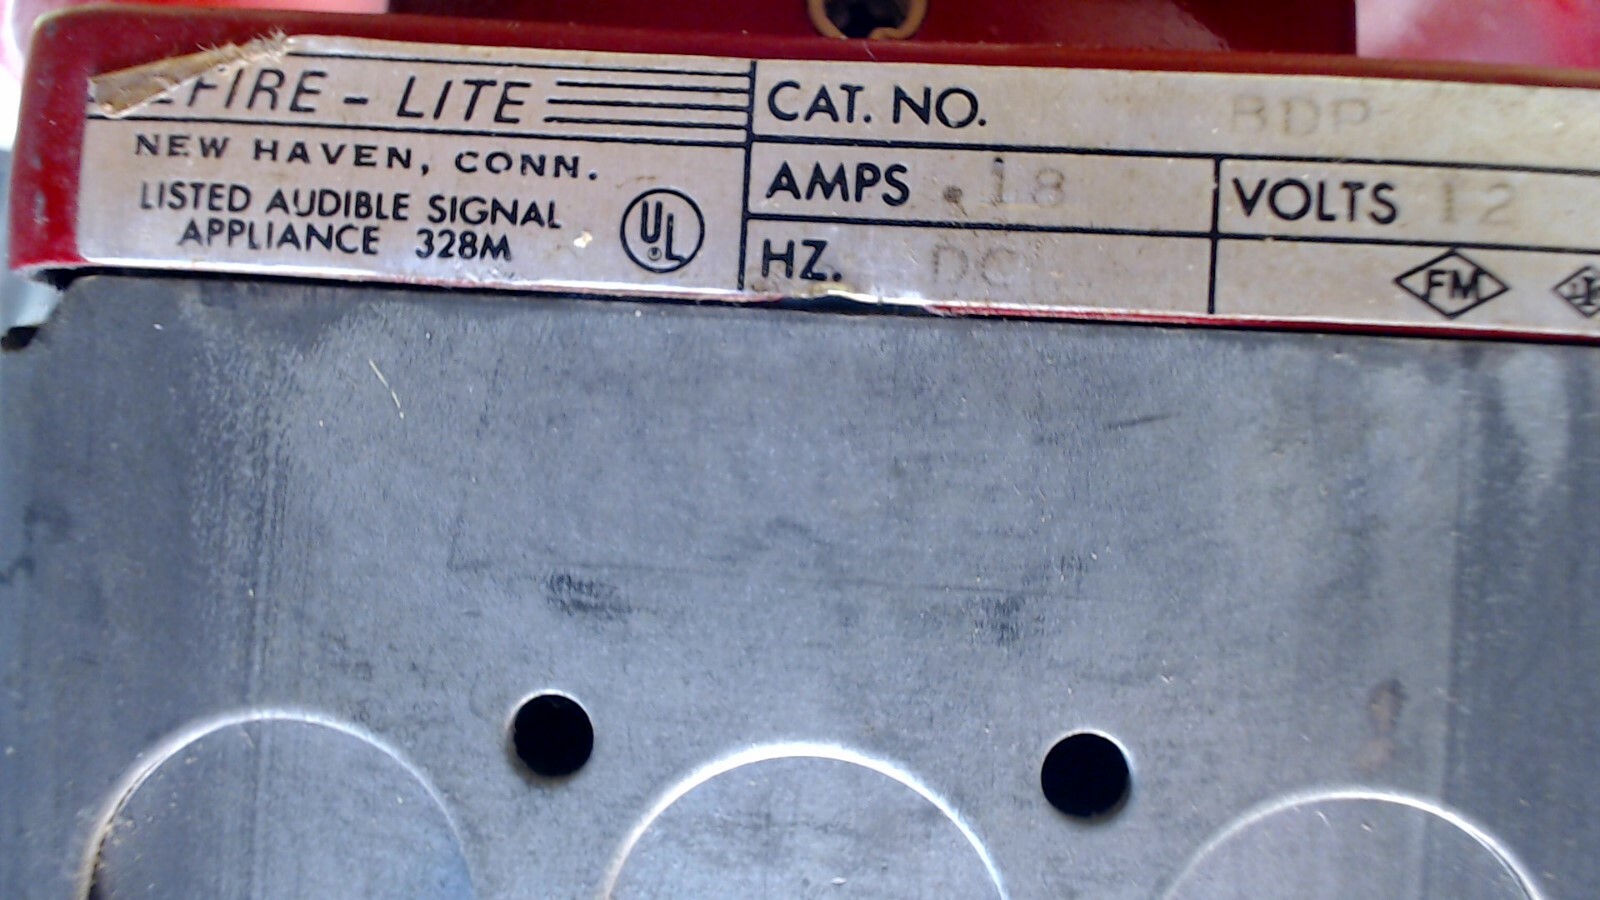 FIRE - LITE
NEW HAVEN, CONN.
LISTED AUDIBLE SIGNAL
APPLIANCE 328M
UL
CAT. NO. BDP
AMPS .18
VOLTS 12
HZ. DC
FM